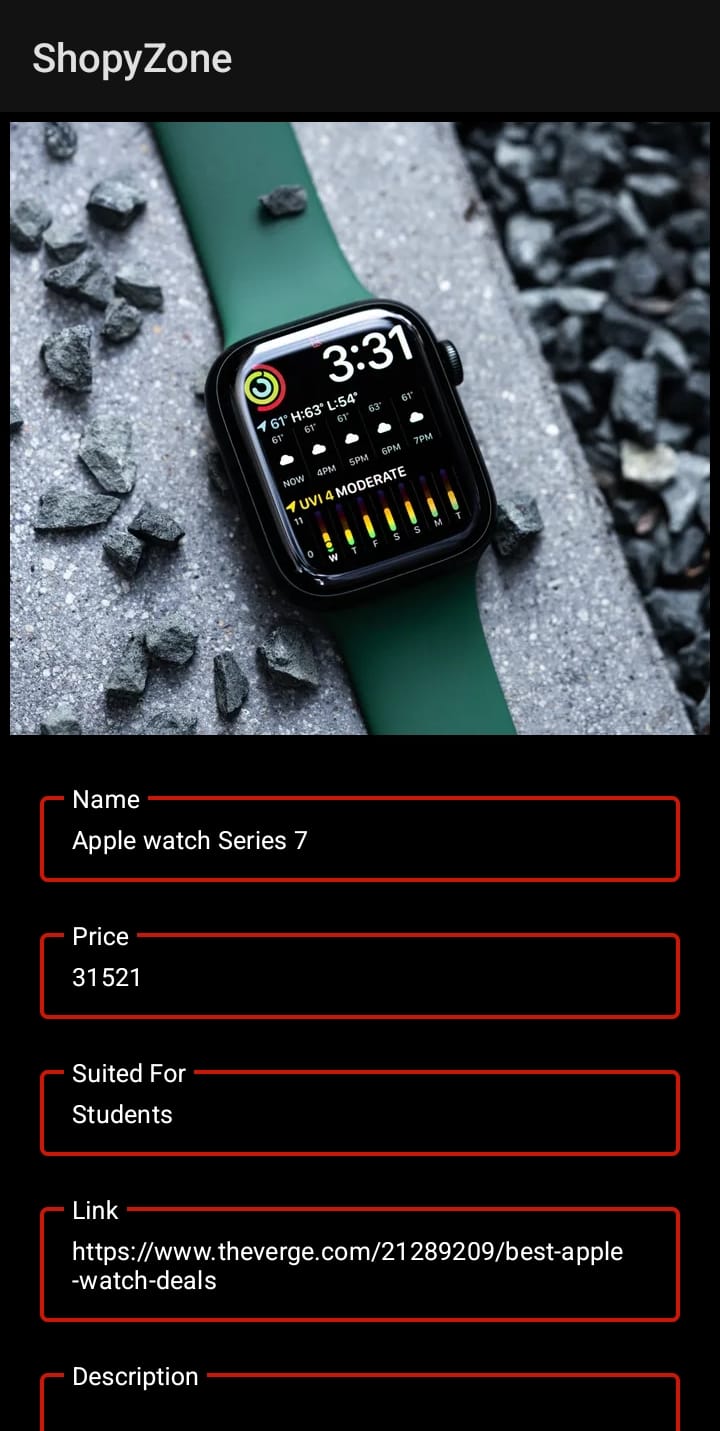 ShopyZone
3:31
61° H:63° L:54°
61° 61° 61° 63° 61°
NOW 4PM 5PM 6PM 7PM
UVI 4 MODERATE
11
0
W T F S S M T
Name
Apple watch Series 7
Price
31521
Suited For
Students
Link
https://www.theverge.com/21289209/best-apple
-watch-deals
Description